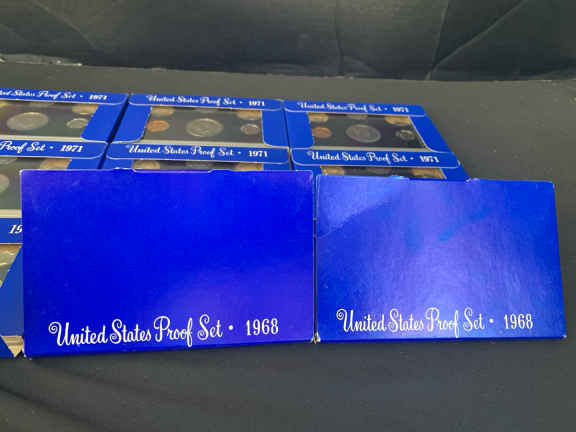 United States Proof Set • 1971
United States Proof Set • 1971
United States Proof Set • 1971
Proof Set • 1971
United States Proof Set • 1971
United States Proof Set • 1971
United States Proof Set • 1968
United States Proof Set • 1968